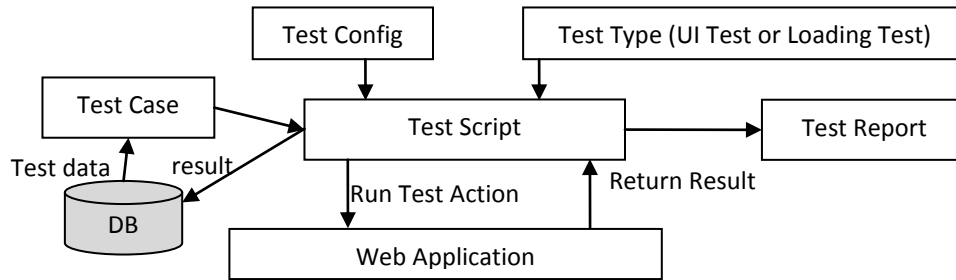 Test Config
Test Type (UI Test or Loading Test)
Test Case
Test Script
Test Report
Test data
result
Run Test Action
Return Result
DB
Web Application